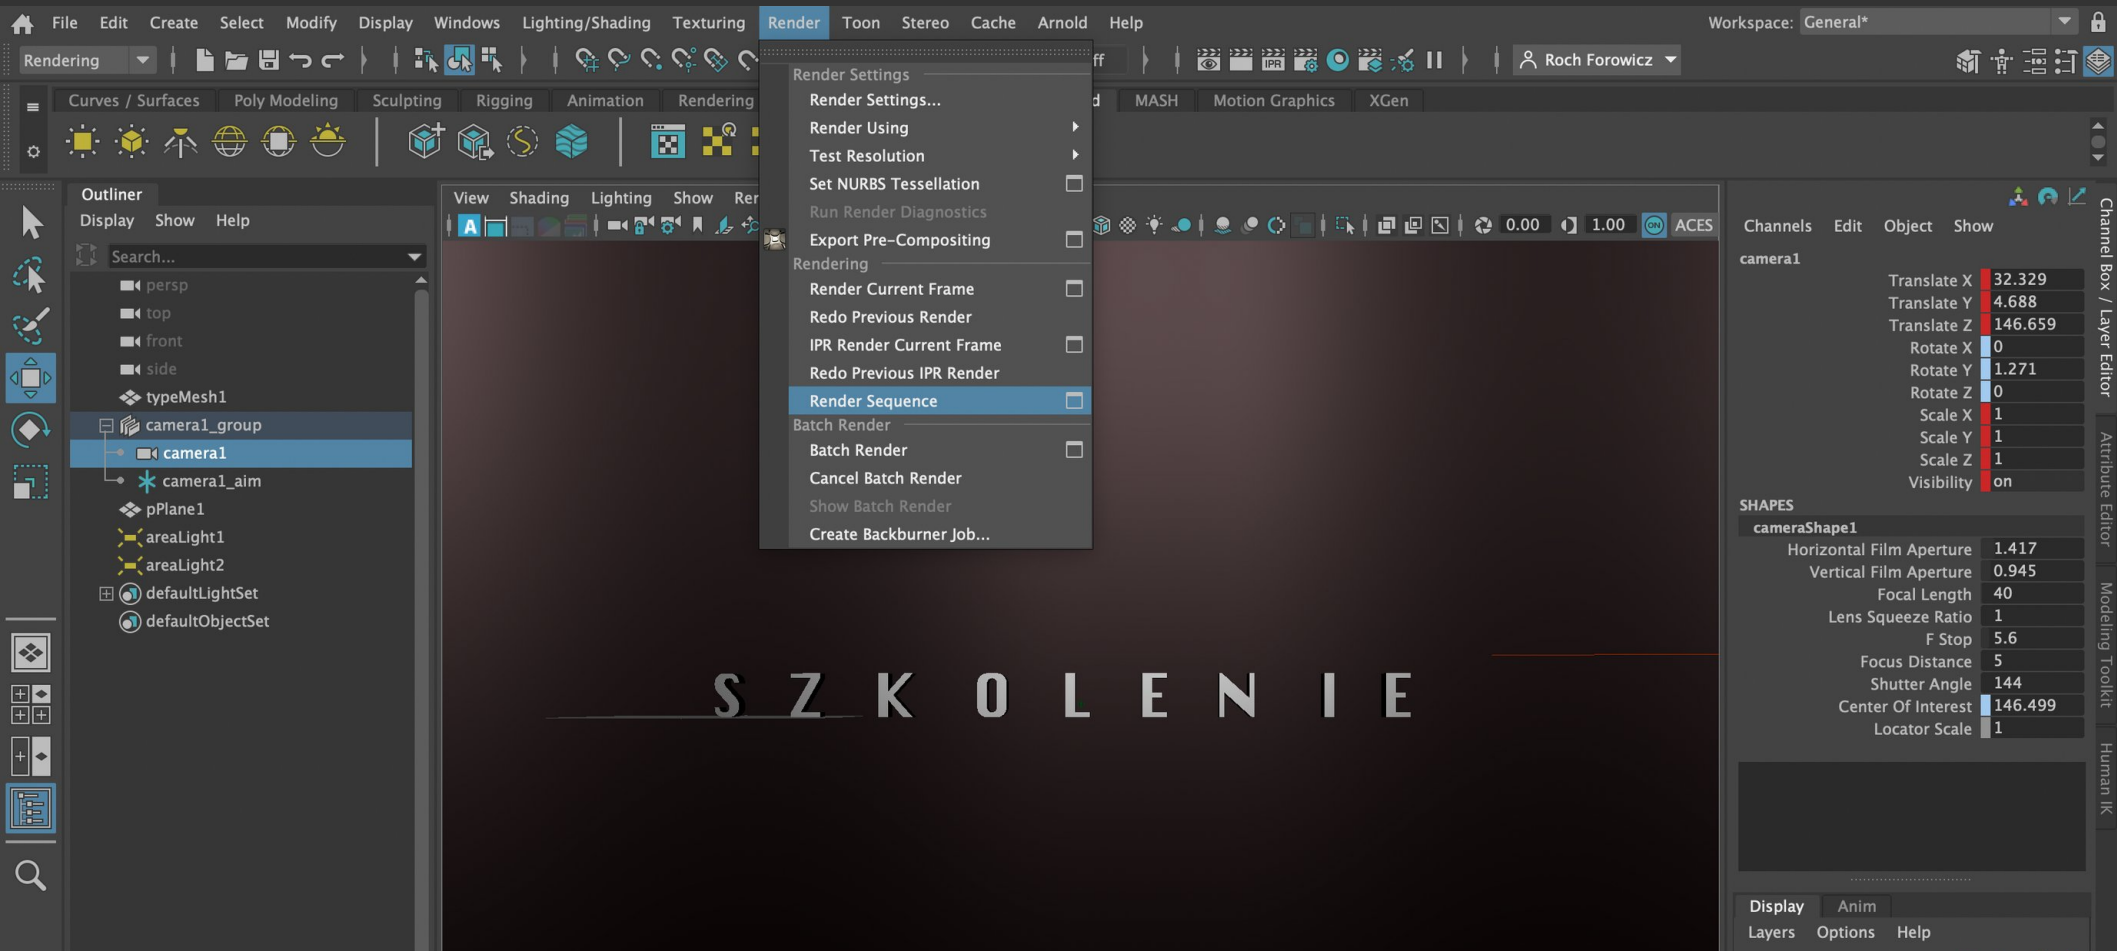 File Edit Create Select Modify Display Windows Lighting/Shading Texturing Render Toon Stereo Cache Arnold Help
Workspace: General*
Rendering
ff
IPR
Roch Forowicz
Curves / Surfaces Poly Modeling Sculpting Rigging Animation Rendering
d MASH Motion Graphics XGen
Outliner
Display Show Help
Search...
persp
top
front
side
typeMesh1
camera1_group
camera1
camera1_aim
pPlane1
areaLight1
areaLight2
defaultLightSet
defaultObjectSet
View Shading Lighting Show Rer
A
0.00 1.00 ON ACES
Render Settings
Render Settings...
Render Using
Test Resolution
Set NURBS Tessellation
Run Render Diagnostics
Export Pre-Compositing
Rendering
Render Current Frame
Redo Previous Render
IPR Render Current Frame
Redo Previous IPR Render
Render Sequence
Batch Render
Batch Render
Cancel Batch Render
Show Batch Render
Create Backburner Job...
SZKOLENIE
Channels Edit Object Show
camera1
Translate X 32.329
Translate Y 4.688
Translate Z 146.659
Rotate X 0
Rotate Y 1.271
Rotate Z 0
Scale X 1
Scale Y 1
Scale Z 1
Visibility on
SHAPES
cameraShape1
Horizontal Film Aperture 1.417
Vertical Film Aperture 0.945
Focal Length 40
Lens Squeeze Ratio 1
F Stop 5.6
Focus Distance 5
Shutter Angle 144
Center Of Interest 146.499
Locator Scale 1
Display Anim
Layers Options Help
Channel Box / Layer Editor
Attribute Editor
Modeling Toolkit
Human IK